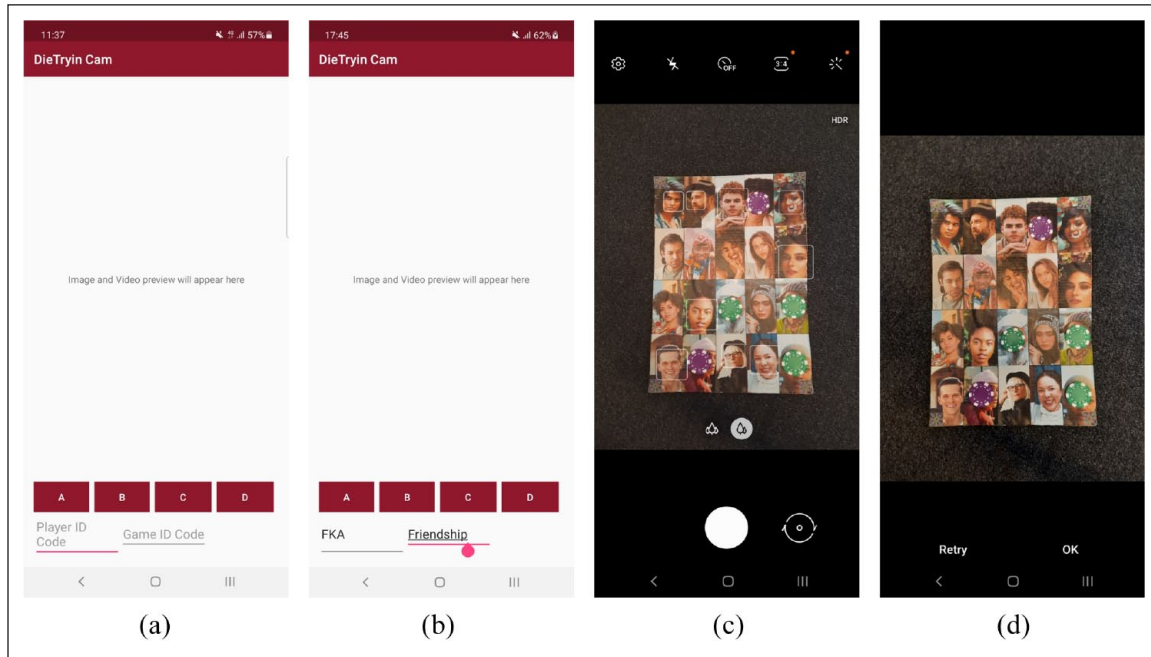 11:37
57%
DieTryin Cam
Image and Video preview will appear here
A B C D
Player ID
Code
Game ID Code
(a)
17:45
62%
DieTryin Cam
Image and Video preview will appear here
A B C D
FKA
Friendship
(b)
OFF
3:4
HDR
(c)
Retry
OK
(d)